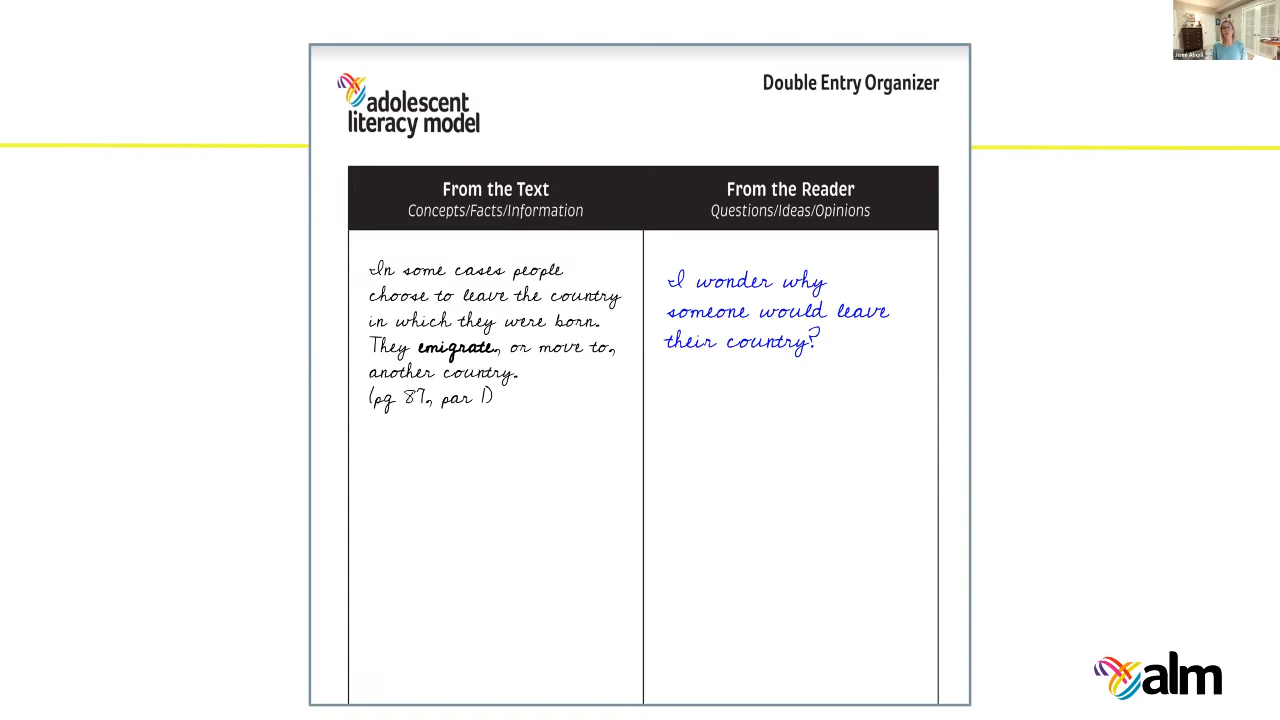 adolescent
literacy model
Double Entry Organizer
From the Text
Concepts/Facts/Information
From the Reader
Questions/Ideas/Opinions
In some cases people
choose to leave the country
in which they were born.
They emigrate, or move to,
another country.
(pg 87, par 1)
I wonder why
someone would leave
their country?
alm